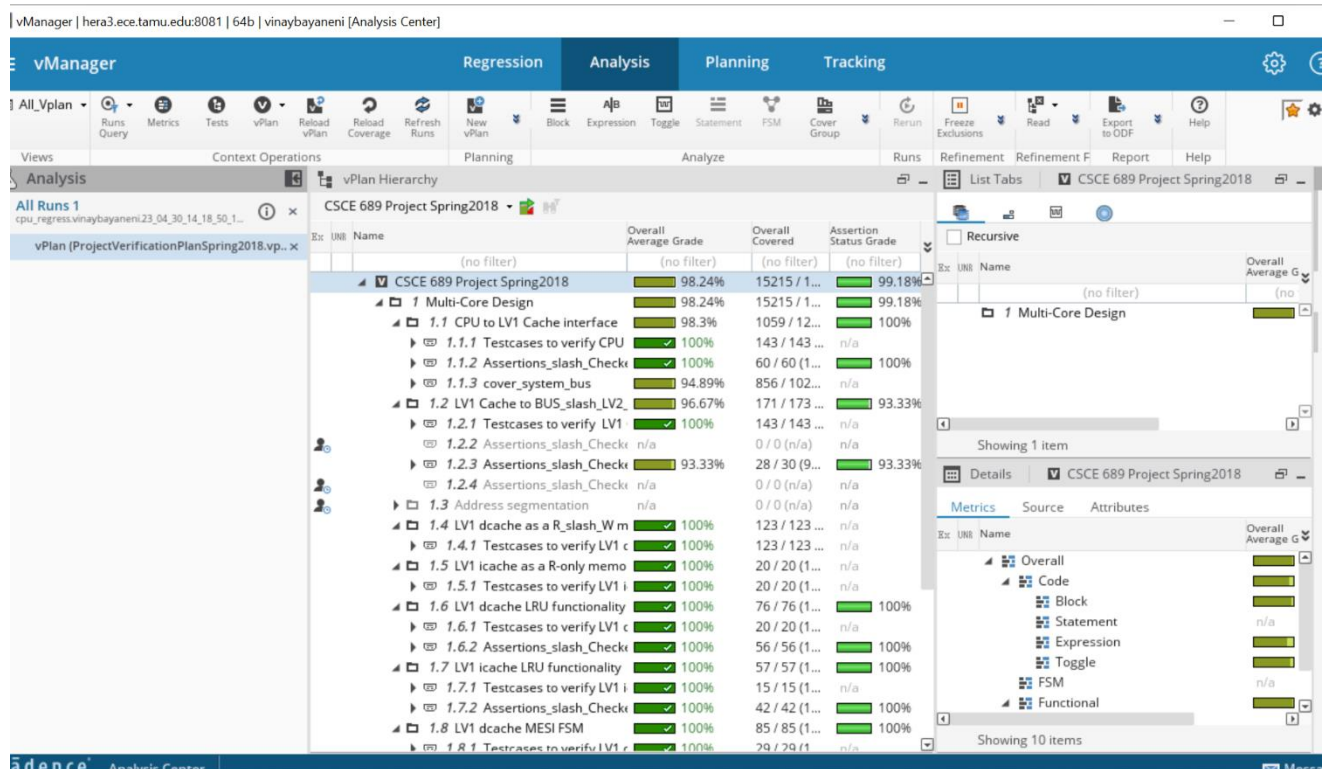 vManager | hera3.ece.tamu.edu:8081 | 64b | vinaybayaneni [Analysis Center]
vManager Regression Analysis Planning Tracking
All_Vplan Runs Query Metrics Tests vPlan Reload vPlan Reload Coverage Refresh Runs New vPlan Block Expression Toggle Statement FSM Cover Group Rerun Freeze Exclusions Read Export to ODF Help
Views Context Operations Planning Analyze Runs Refinement Refinement F Report Help
Analysis
All Runs 1
cpu_regress.vinaybayaneni.23_04_30_14_18_50_1...
vPlan (ProjectVerificationPlanSpring2018.vp..
vPlan Hierarchy
CSCE 689 Project Spring2018
Ex UNR Name Overall Average Grade Overall Covered Assertion Status Grade
(no filter) (no filter) (no filter) (no filter)
CSCE 689 Project Spring2018 98.24% 15215 / 1... 99.18%
1 Multi-Core Design 98.24% 15215 / 1... 99.18%
1.1 CPU to LV1 Cache interface 98.3% 1059 / 12... 100%
1.1.1 Testcases to verify CPU 100% 143 / 143 ... n/a
1.1.2 Assertions_slash_Checke 100% 60 / 60 (1... 100%
1.1.3 cover_system_bus 94.89% 856 / 102... n/a
1.2 LV1 Cache to BUS_slash_LV2_ 96.67% 171 / 173 ... 93.33%
1.2.1 Testcases to verify LV1 100% 143 / 143 ... n/a
1.2.2 Assertions_slash_Checke n/a 0 / 0 (n/a) n/a
1.2.3 Assertions_slash_Checke 93.33% 28 / 30 (9... 93.33%
1.2.4 Assertions_slash_Checke n/a 0 / 0 (n/a) n/a
1.3 Address segmentation n/a 0 / 0 (n/a) n/a
1.4 LV1 dcache as a R_slash_W m 100% 123 / 123 ... n/a
1.4.1 Testcases to verify LV1 c 100% 123 / 123 ... n/a
1.5 LV1 icache as a R-only memo 100% 20 / 20 (1... n/a
1.5.1 Testcases to verify LV1 i 100% 20 / 20 (1... n/a
1.6 LV1 dcache LRU functionality 100% 76 / 76 (1... 100%
1.6.1 Testcases to verify LV1 c 100% 20 / 20 (1... n/a
1.6.2 Assertions_slash_Checke 100% 56 / 56 (1... 100%
1.7 LV1 icache LRU functionality 100% 57 / 57 (1... 100%
1.7.1 Testcases to verify LV1 i 100% 15 / 15 (1... n/a
1.7.2 Assertions_slash_Checke 100% 42 / 42 (1... 100%
1.8 LV1 dcache MESI FSM 100% 85 / 85 (1... 100%
1.8.1 Testcases to verify LV1 c 100% 29 / 29 (1... n/a
List Tabs CSCE 689 Project Spring2018
Recursive
Ex UNR Name Overall Average G
(no filter) (no
1 Multi-Core Design
Showing 1 item
Details CSCE 689 Project Spring2018
Metrics Source Attributes
Ex UNR Name Overall Average G
Overall
Code
Block
Statement n/a
Expression
Toggle
FSM n/a
Functional
Showing 10 items
cādence Analysis Center